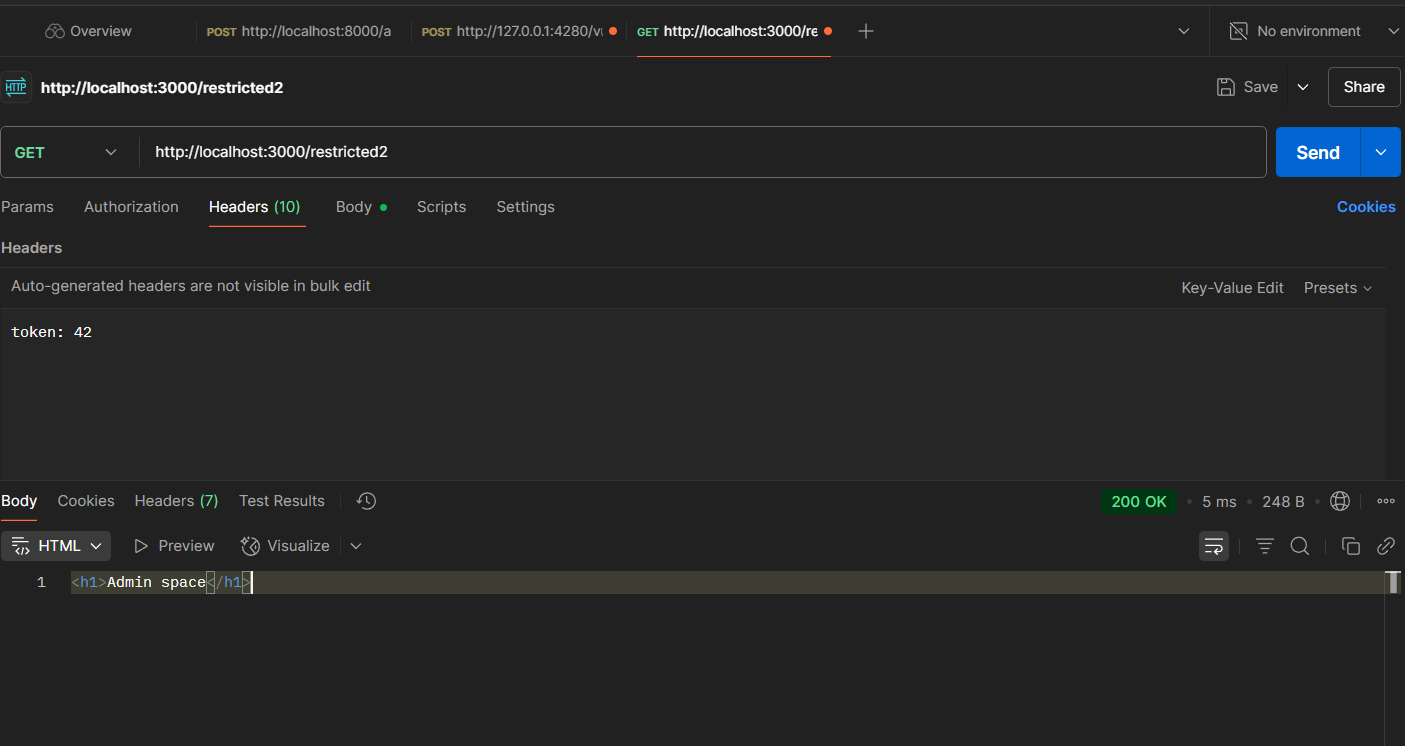 Overview POST http://localhost:8000/a POST http://127.0.0.1:4280/v GET http://localhost:3000/re No environment
HTTP http://localhost:3000/restricted2 Save Share
GET http://localhost:3000/restricted2 Send
Params Authorization Headers (10) Body Scripts Settings Cookies
Headers
Auto-generated headers are not visible in bulk edit Key-Value Edit Presets
token: 42
Body Cookies Headers (7) Test Results 200 OK 5 ms 248 B
HTML Preview Visualize
1 <h1>Admin space</h1>